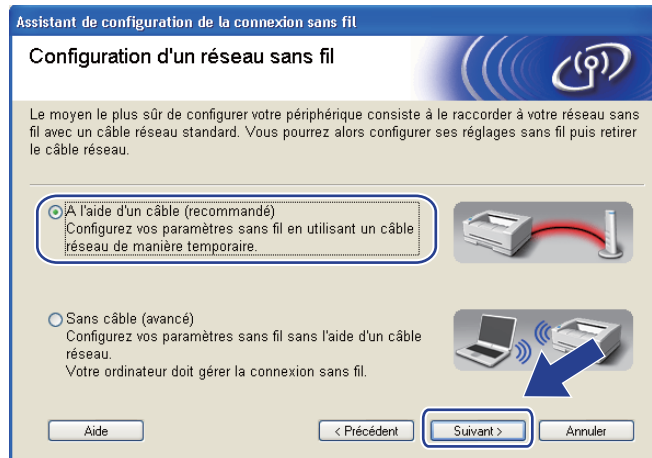 Assistant de configuration de la connexion sans fil
Configuration d'un réseau sans fil
Le moyen le plus sûr de configurer votre périphérique consiste à le raccorder à votre réseau sans
fil avec un câble réseau standard. Vous pourrez alors configurer ses réglages sans fil puis retirer
le câble réseau.
A l'aide d'un câble (recommandé)
Configurez vos paramètres sans fil en utilisant un câble
réseau de manière temporaire.
Sans câble (avancé)
Configurez vos paramètres sans fil sans l'aide d'un câble
réseau.
Votre ordinateur doit gérer la connexion sans fil.
Aide
< Précédent
Suivant >
Annuler